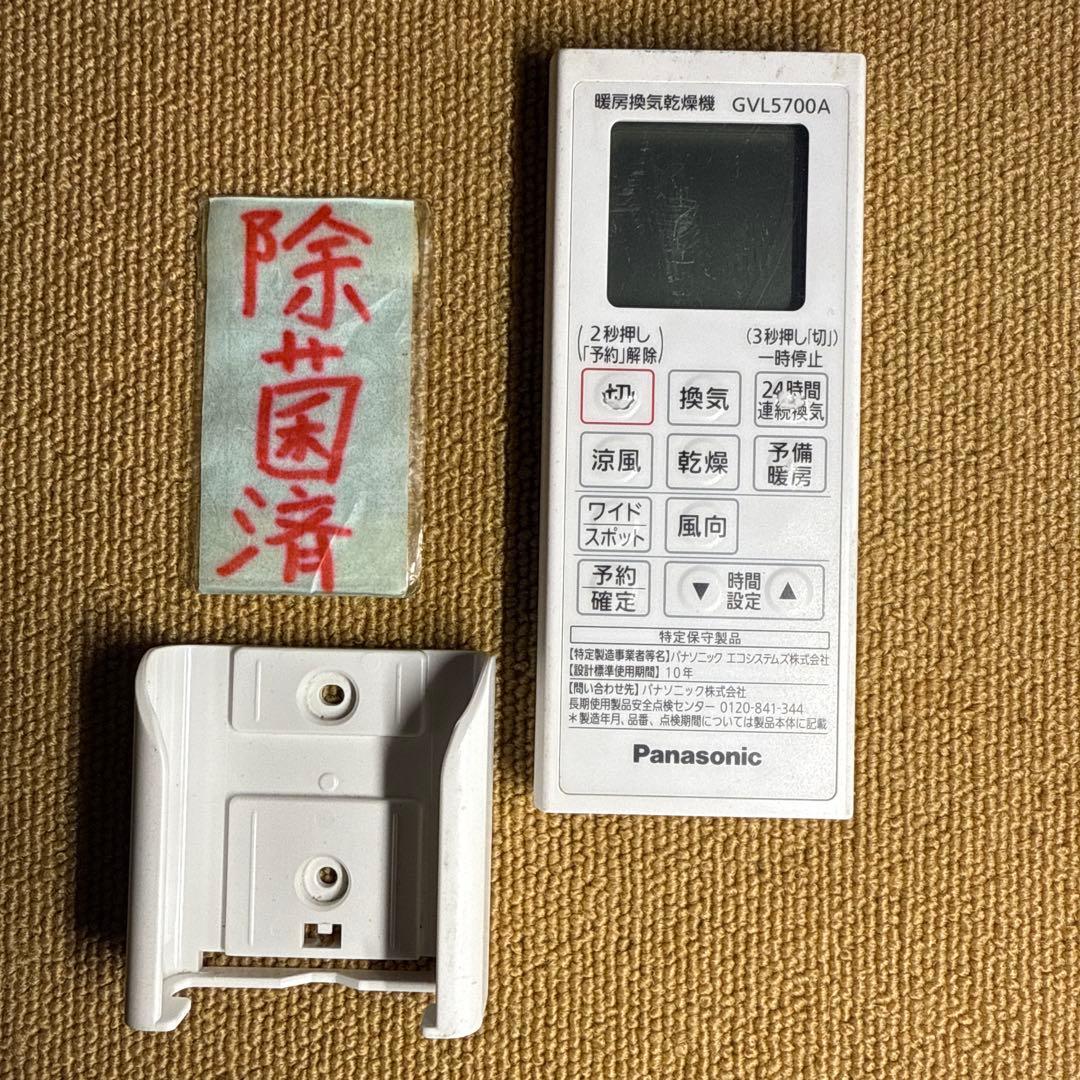 除
菌
済
暖房換気乾燥機 GVL5700A
(2秒押し「予約」解除)
(3秒押し「切」)
一時停止
切
換気
24時間
連続換気
涼風
乾燥
予備
暖房
ワイド
スポット
風向
予約
確定
▼ 時間設定 ▲
特定保守製品
【特定製造事業者等名】パナソニック エコシステムズ株式会社
【設計標準使用期間】10年
【問い合わせ先】パナソニック株式会社
長期使用製品安全点検センター 0120-841-344
*製造年月、品番、点検期間については製品本体に記載
Panasonic